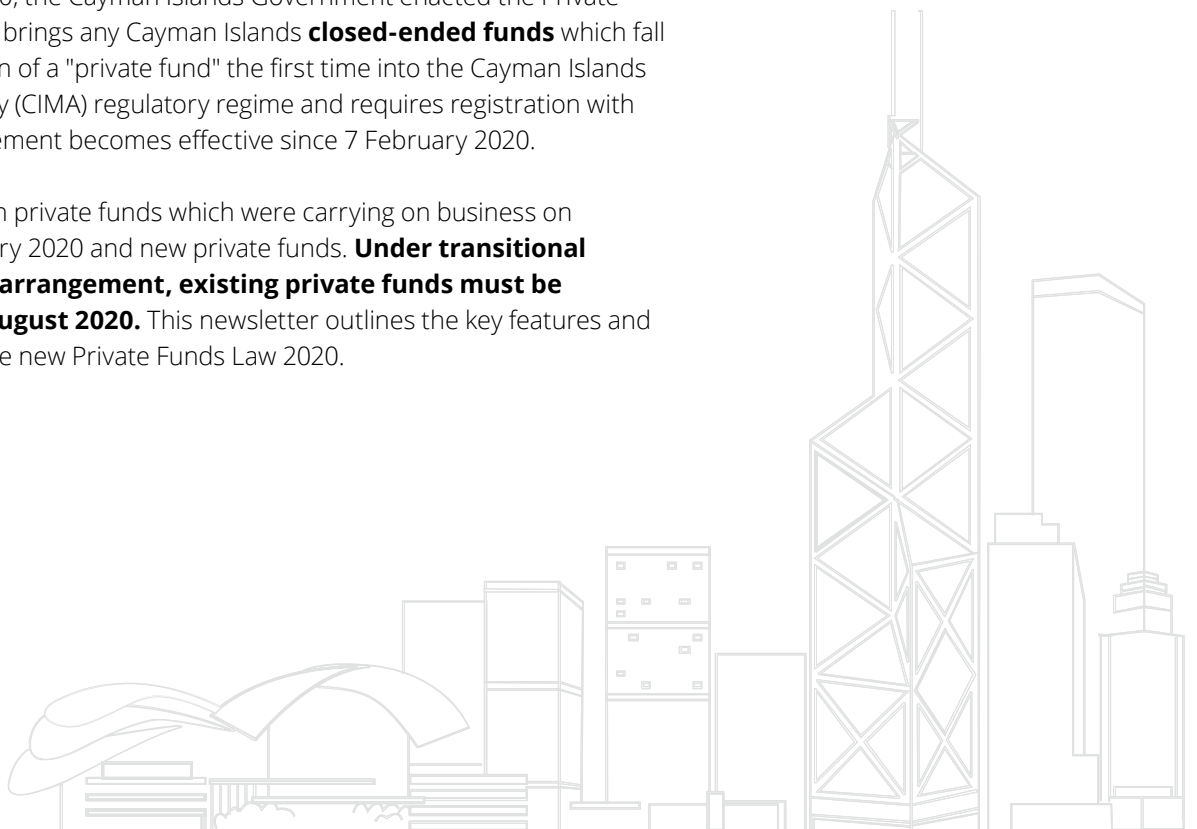 0, the Cayman Islands Government enacted the Private
brings any Cayman Islands closed-ended funds which fall
n of a "private fund" the first time into the Cayman Islands
y (CIMA) regulatory regime and requires registration with
ement becomes effective since 7 February 2020.
n private funds which were carrying on business on
ry 2020 and new private funds. Under transitional
arrangement, existing private funds must be
ugust 2020. This newsletter outlines the key features and
e new Private Funds Law 2020.